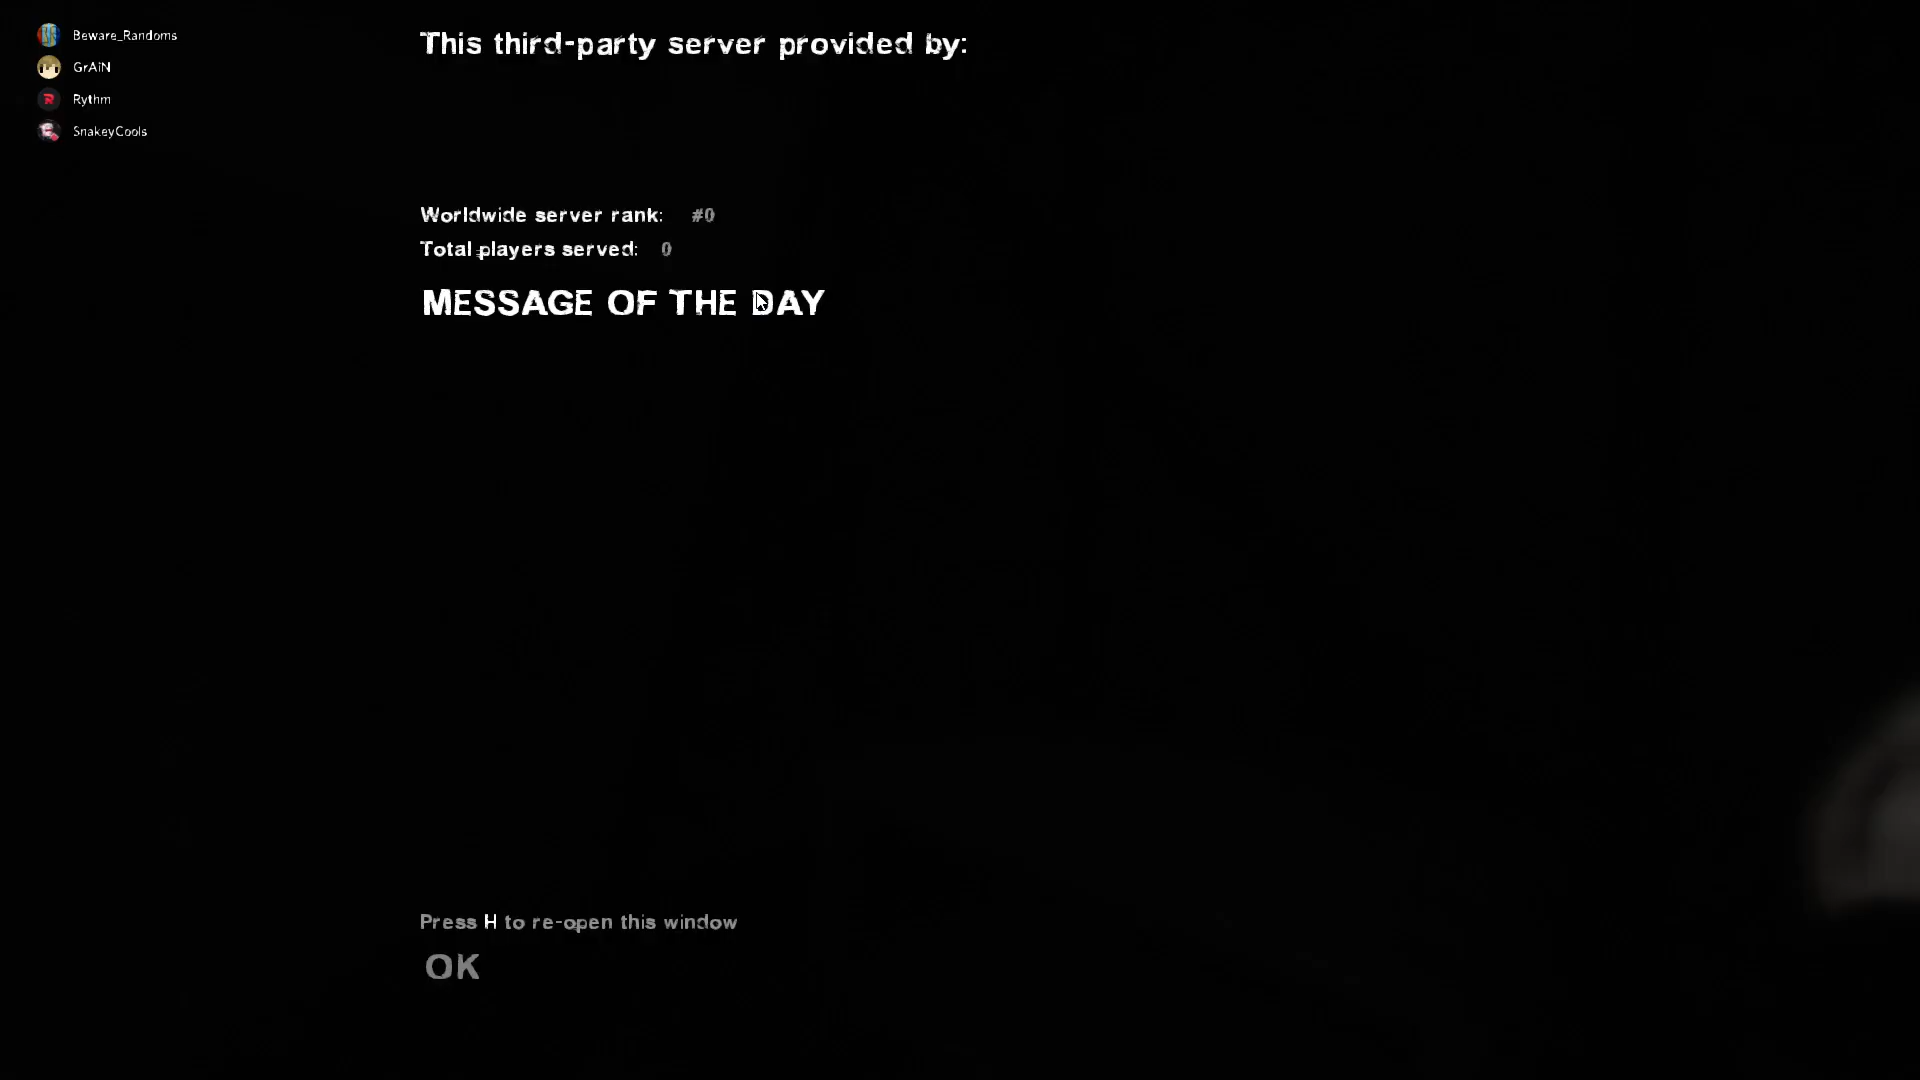 Beware_Randoms
GrAiN
Rythm
SnakeyCools
This third-party server provided by:
Worldwide server rank: #0
Total players served: 0
MESSAGE OF THE DAY
Press H to re-open this window
OK